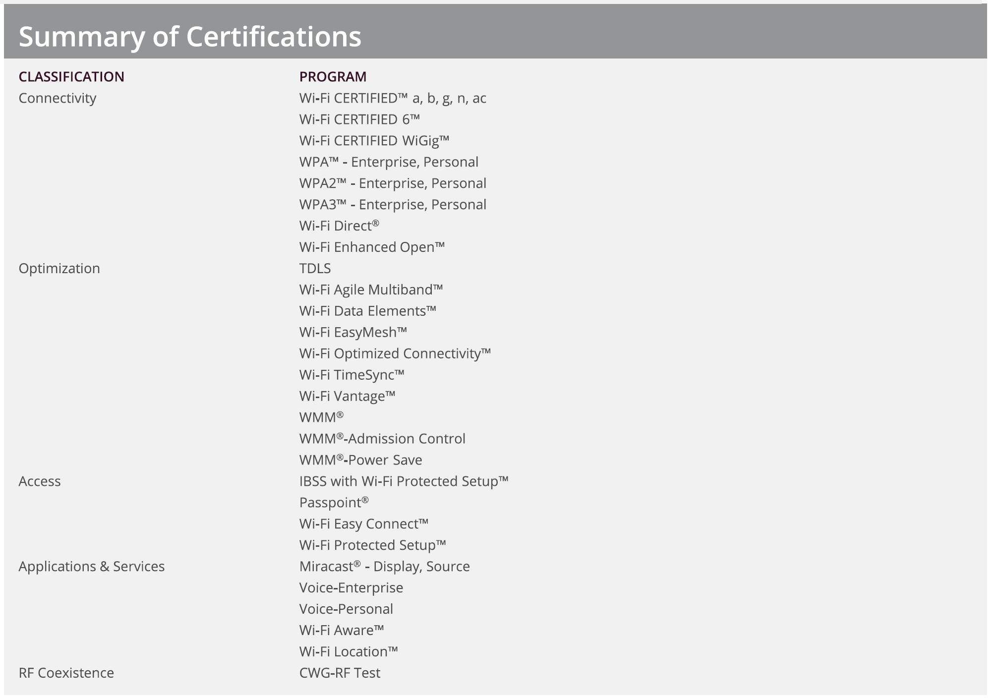 Summary of Certifications
CLASSIFICATION PROGRAM
Connectivity Wi-Fi CERTIFIED™ a, b, g, n, ac
Wi-Fi CERTIFIED 6™
Wi-Fi CERTIFIED WiGig™
WPA™ - Enterprise, Personal
WPA2™ - Enterprise, Personal
WPA3™ - Enterprise, Personal
Wi-Fi Direct®
Wi-Fi Enhanced Open™
Optimization TDLS
Wi-Fi Agile Multiband™
Wi-Fi Data Elements™
Wi-Fi EasyMesh™
Wi-Fi Optimized Connectivity™
Wi-Fi TimeSync™
Wi-Fi Vantage™
WMM®
WMM®-Admission Control
WMM®-Power Save
Access IBSS with Wi-Fi Protected Setup™
Passpoint®
Wi-Fi Easy Connect™
Wi-Fi Protected Setup™
Applications & Services Miracast® - Display, Source
Voice-Enterprise
Voice-Personal
Wi-Fi Aware™
Wi-Fi Location™
RF Coexistence CWG-RF Test